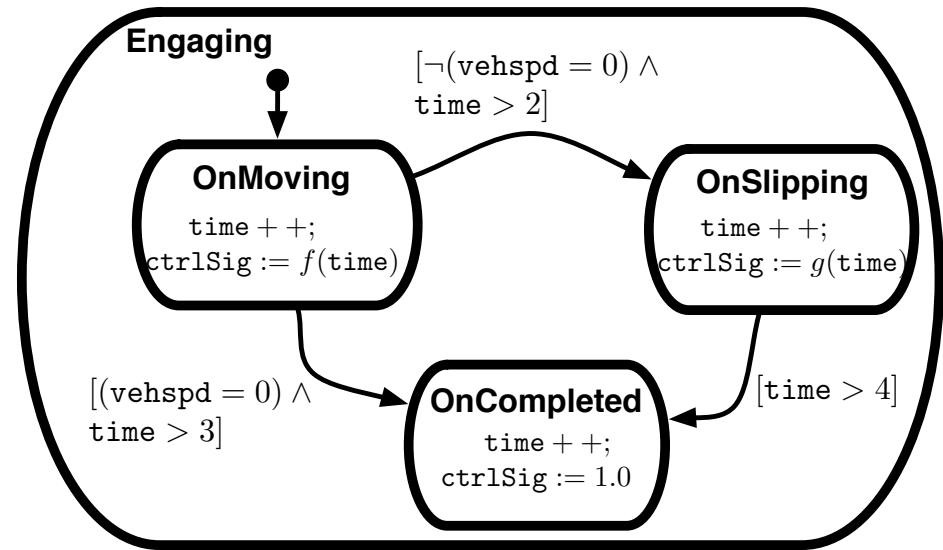 Engaging
[¬(vehspd = 0) ∧
time > 2]
OnMoving
time + +;
ctrlSig := f(time)
OnSlipping
time + +;
ctrlSig := g(time)
[(vehspd = 0) ∧
time > 3]
OnCompleted
time + +;
ctrlSig := 1.0
[time > 4]